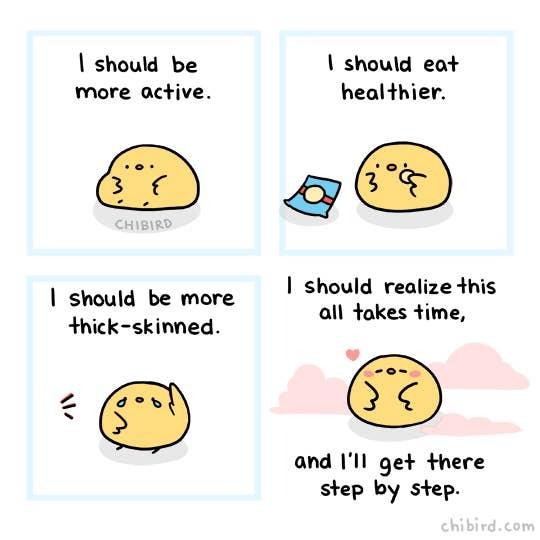 I should be
more active.
CHIBIRD
I should eat
healthier.
I should be more
thick-skinned.
I should realize this
all takes time,
and I'll get there
step by step.
chibird.com